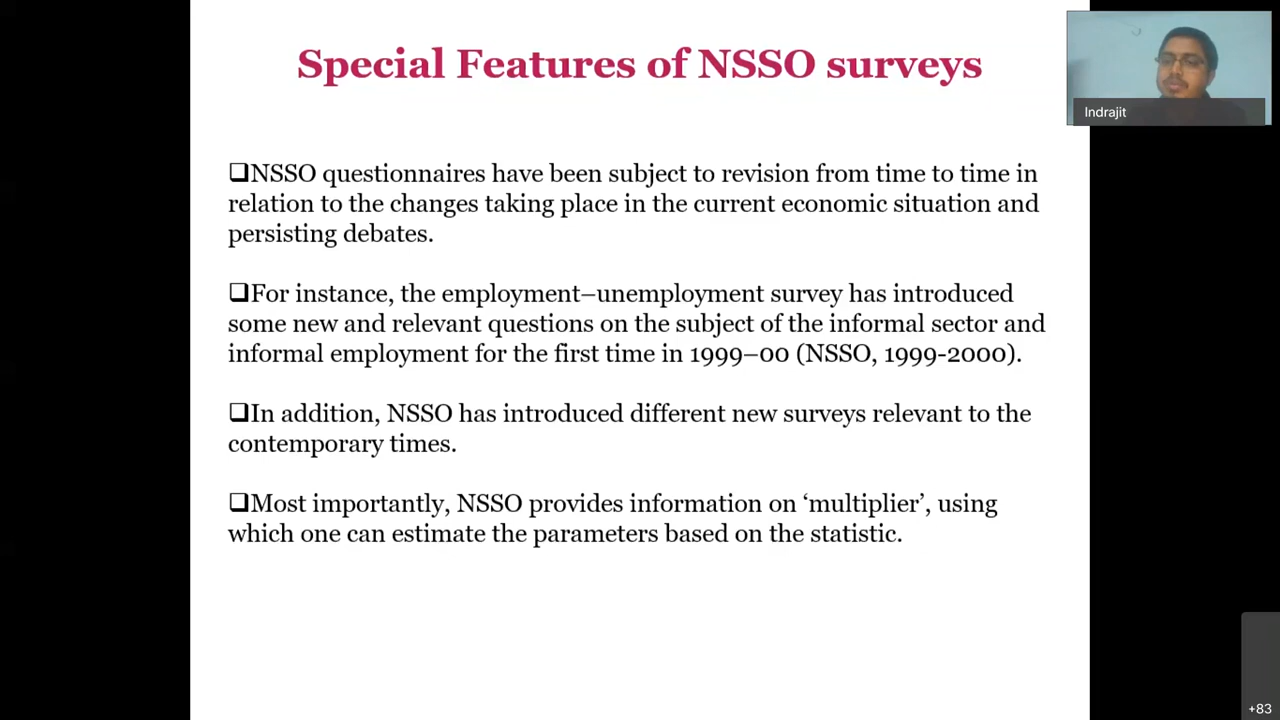 Special Features of NSSO surveys
Indrajit
❑NSSO questionnaires have been subject to revision from time to time in
relation to the changes taking place in the current economic situation and
persisting debates.
❑For instance, the employment–unemployment survey has introduced
some new and relevant questions on the subject of the informal sector and
informal employment for the first time in 1999–00 (NSSO, 1999-2000).
❑In addition, NSSO has introduced different new surveys relevant to the
contemporary times.
❑Most importantly, NSSO provides information on ‘multiplier’, using
which one can estimate the parameters based on the statistic.
+83